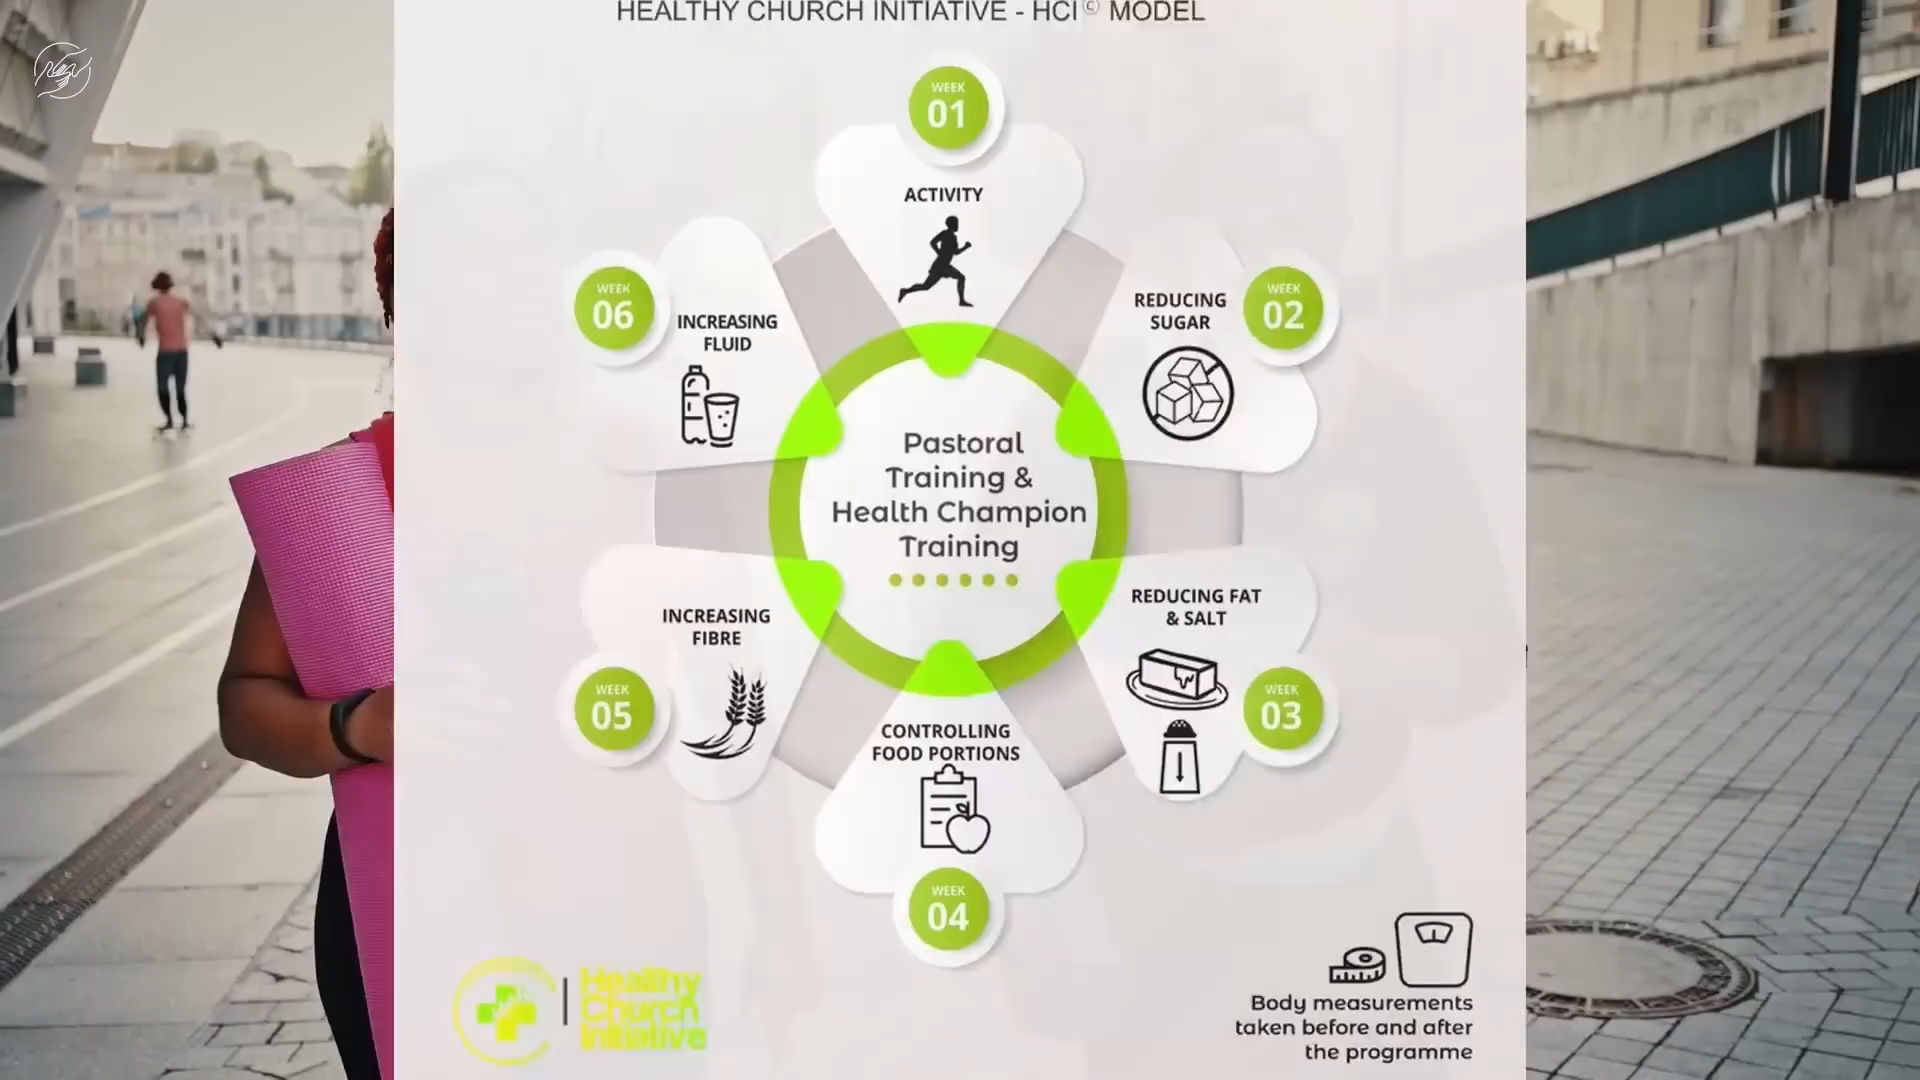 HEALTHY CHURCH INITIATIVE - HCI© MODEL
WEEK
01
ACTIVITY
WEEK
02
REDUCING
SUGAR
WEEK
03
REDUCING FAT
& SALT
WEEK
04
CONTROLLING
FOOD PORTIONS
WEEK
05
INCREASING
FIBRE
WEEK
06
INCREASING
FLUID
Pastoral
Training &
Health Champion
Training
Healthy
Church
Initiative
Body measurements
taken before and after
the programme